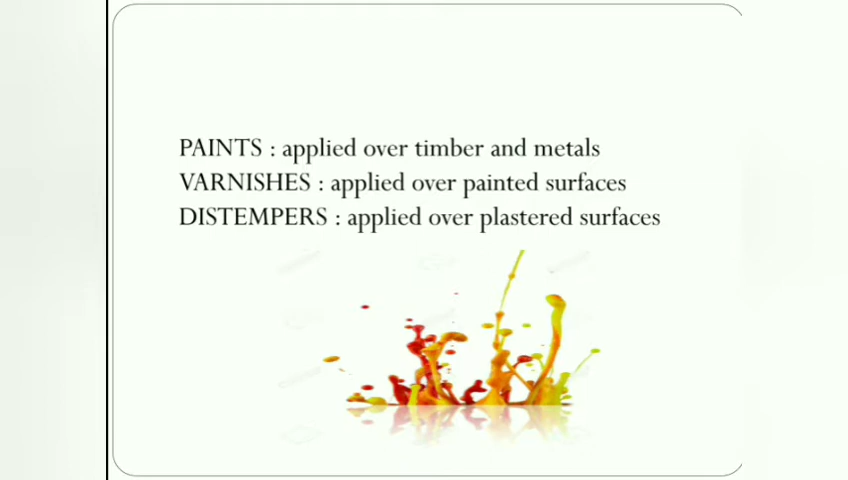 PAINTS : applied over timber and metals
VARNISHES : applied over painted surfaces
DISTEMPERS : applied over plastered surfaces